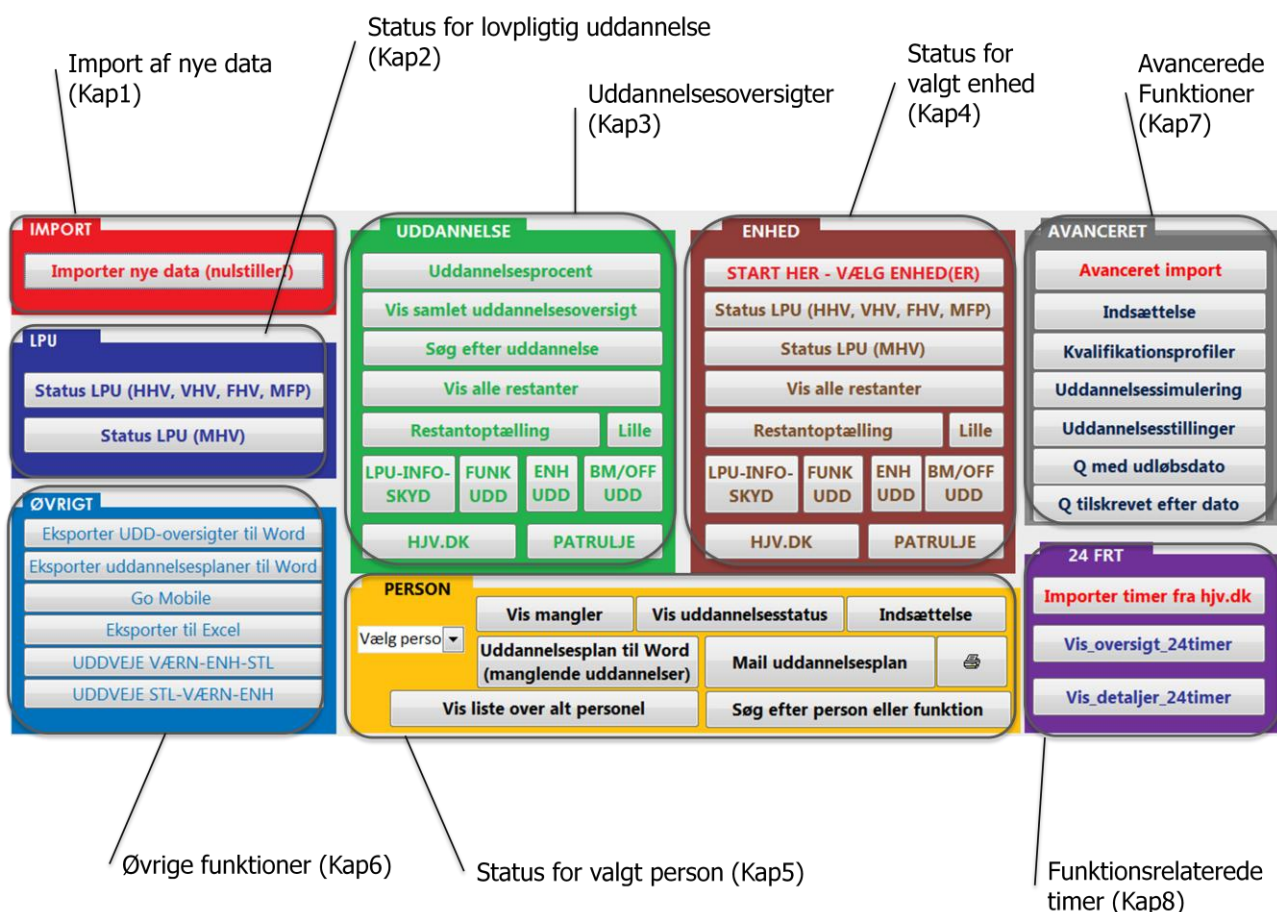 Status for lovpligtig uddannelse
(Kap2)
Import af nye data
(Kap1)
Uddannelsesoversigter
(Kap3)
Status for
valgt enhed
(Kap4)
Avancerede
Funktioner
(Kap7)
IMPORT
Importer nye data (nulstiller!)
LPU
Status LPU (HHV, VHV, FHV, MFP)
Status LPU (MHV)
ØVRIGT
Eksporter UDD-oversigter til Word
Eksporter uddannelsesplaner til Word
Go Mobile
Eksporter til Excel
UDDVEJE VÆRN-ENH-STL
UDDVEJE STL-VÆRN-ENH
UDDANNELSE
Uddannelsesprocent
Vis samlet uddannelsesoversigt
Søg efter uddannelse
Vis alle restanter
Restantoptælling Lille
LPU-INFO-SKYD FUNK UDD ENH UDD BM/OFF UDD
HJV.DK PATRULJE
ENHED
START HER - VÆLG ENHED(ER)
Status LPU (HHV, VHV, FHV, MFP)
Status LPU (MHV)
Vis alle restanter
Restantoptælling Lille
LPU-INFO-SKYD FUNK UDD ENH UDD BM/OFF UDD
HJV.DK PATRULJE
PERSON
Vælg perso
Vis mangler Vis uddannelsesstatus Indsættelse
Uddannelsesplan til Word
(manglende uddannelser)
Mail uddannelsesplan
Vis liste over alt personel Søg efter person eller funktion
AVANCERET
Avanceret import
Indsættelse
Kvalifikationsprofiler
Uddannelsessimulering
Uddannelsesstillinger
Q med udløbsdato
Q tilskrevet efter dato
24 FRT
Importer timer fra hjv.dk
Vis_oversigt_24timer
Vis_detaljer_24timer
Øvrige funktioner (Kap6)
Status for valgt person (Kap5)
Funktionsrelaterede
timer (Kap8)